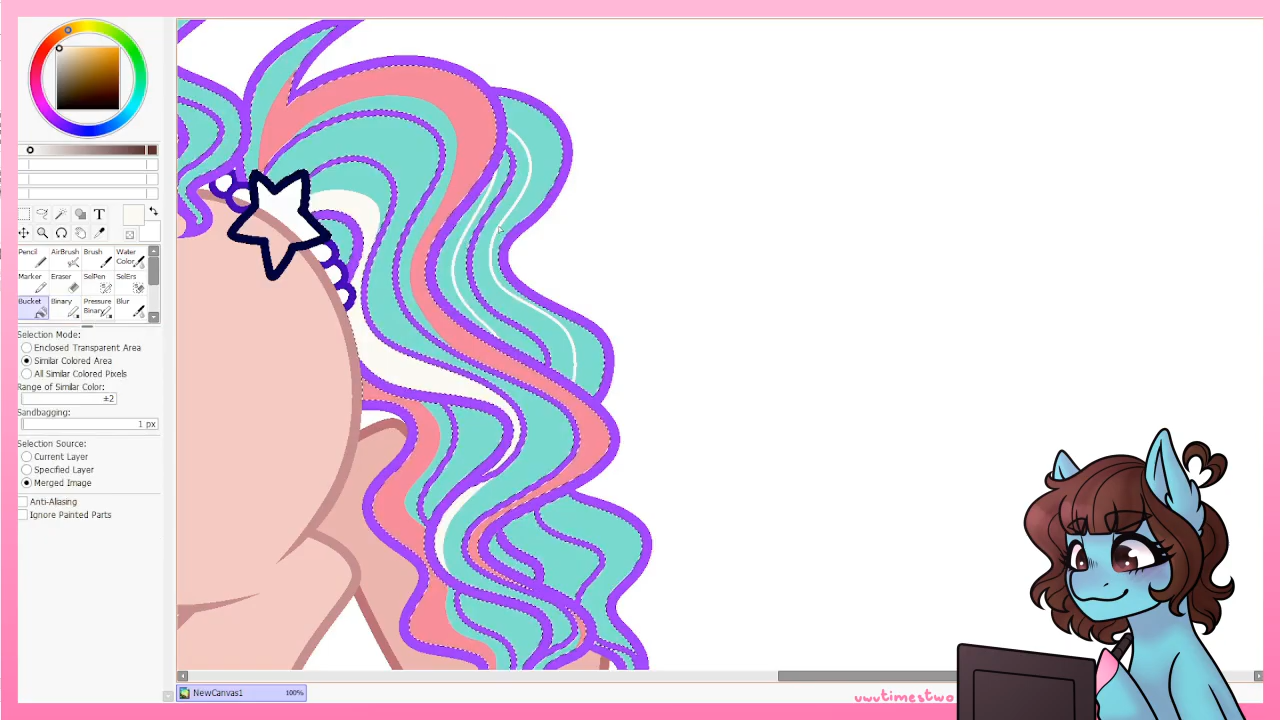 T
Pencil AirBrush Brush Water Color
Marker Eraser SelPen SelErs
Bucket Binary Pressure Binary Blur
Selection Mode:
Enclosed Transparent Area
Similar Colored Area
All Similar Colored Pixels
Range of Similar Color:
±2
Sandbagging:
1 px
Selection Source:
Current Layer
Specified Layer
Merged Image
Anti-Aliasing
Ignore Painted Parts
NewCanvas1 100%
uwutimestwo